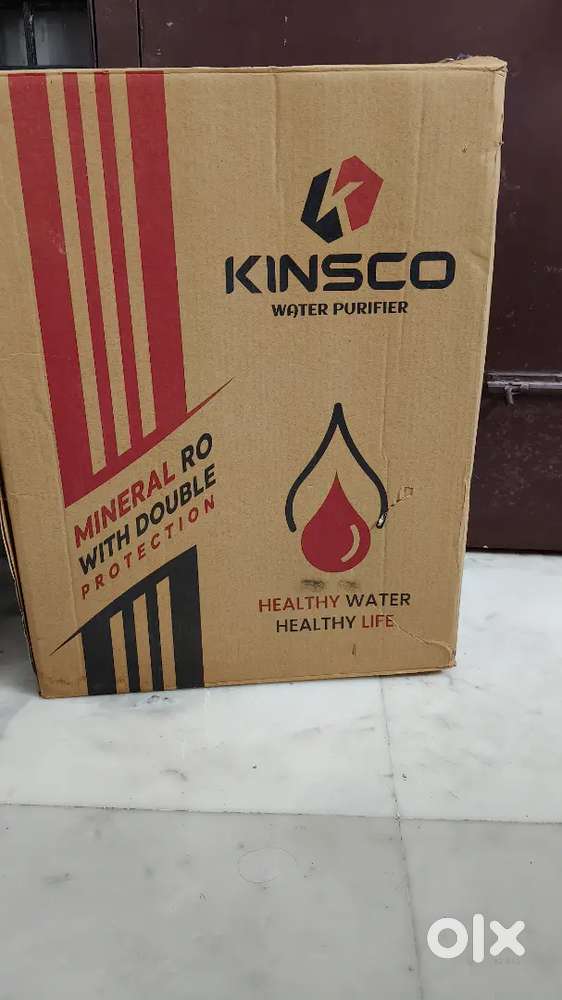 KINSCO
WATER PURIFIER
MINERAL RO
WITH DOUBLE
PROTECTION
HEALTHY WATER
HEALTHY LIFE
olx